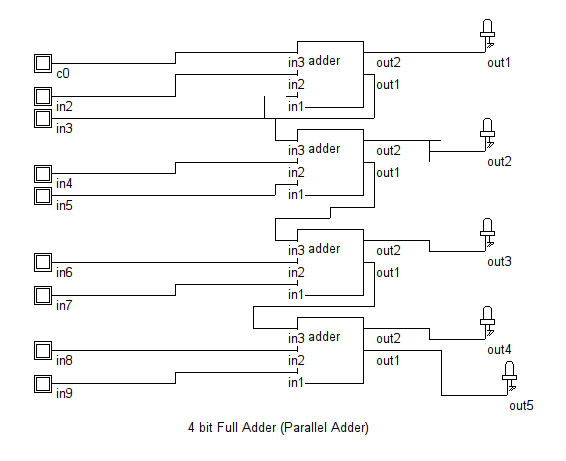 adder
in3 out2 out1
c0
in2 out1
in2
in1
in3
adder
in3 out2
out2
in4 in2 out1
in1
in5
adder
in3 out2 out3
in6 in2 out1
in7 in1
adder
in3 out2
out4
in8 in2 out1
in9 in1
out5
4 bit Full Adder (Parallel Adder)